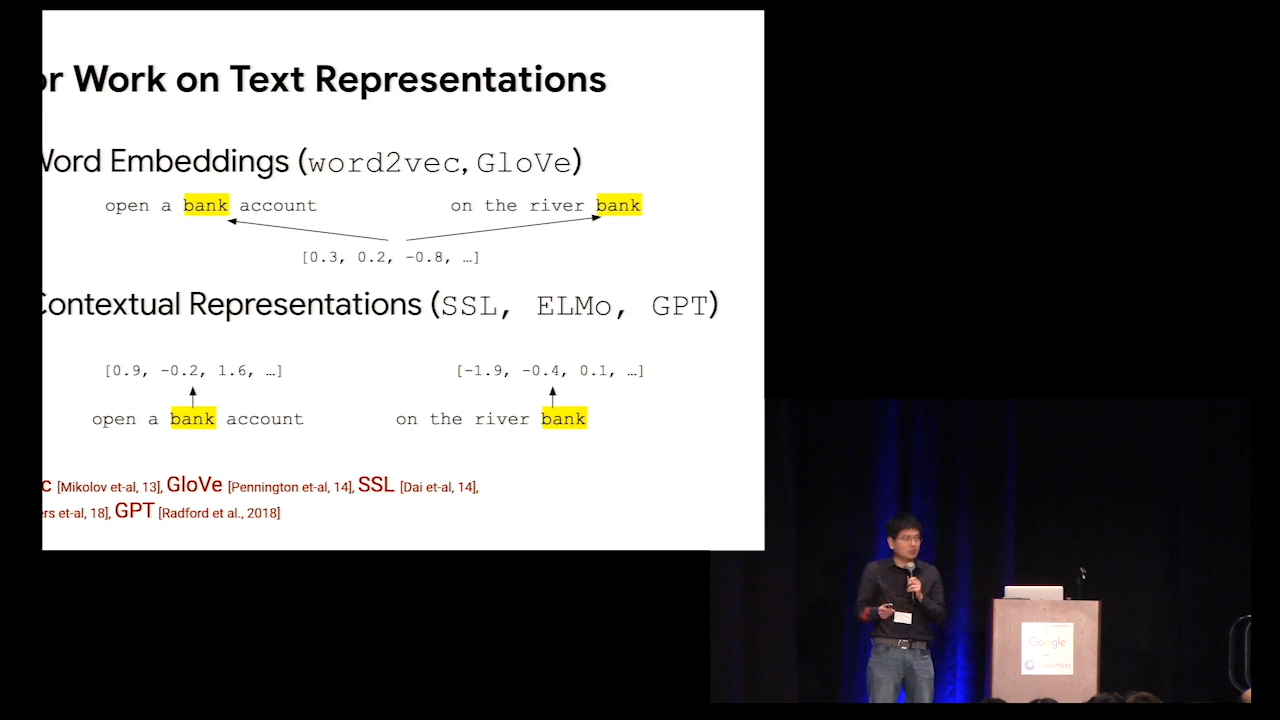 or Work on Text Representations
Word Embeddings (word2vec, GloVe)
open a bank account on the river bank
[0.3, 0.2, -0.8, …]
Contextual Representations (SSL, ELMo, GPT)
[0.9, -0.2, 1.6, …] [-1.9, -0.4, 0.1, …]
open a bank account on the river bank
c [Mikolov et-al, 13], GloVe [Pennington et-al, 14], SSL [Dai et-al, 14],
rs et-al, 18], GPT [Radford et al., 2018]
Google
DeepMind